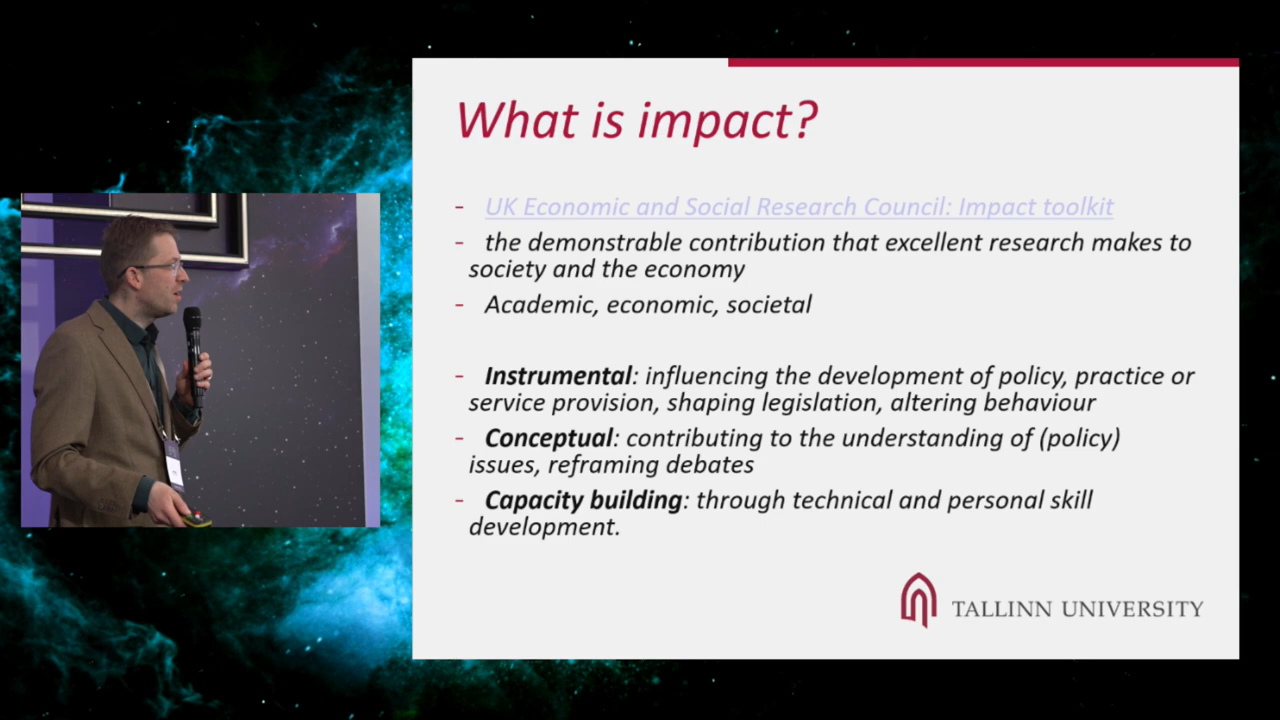 What is impact?
- UK Economic and Social Research Council: Impact toolkit
- the demonstrable contribution that excellent research makes to
society and the economy
- Academic, economic, societal
- Instrumental: influencing the development of policy, practice or
service provision, shaping legislation, altering behaviour
- Conceptual: contributing to the understanding of (policy)
issues, reframing debates
- Capacity building: through technical and personal skill
development.
TALLINN UNIVERSITY